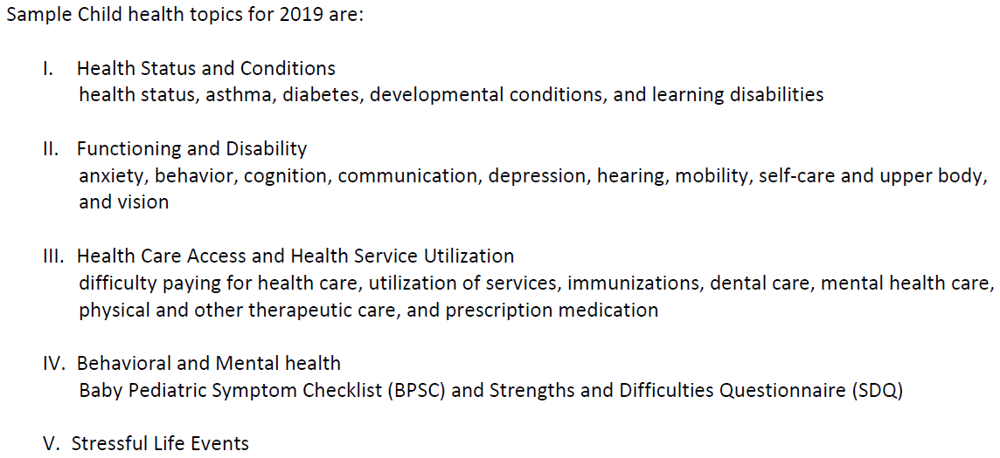 Sample Child health topics for 2019 are:
I. Health Status and Conditions
health status, asthma, diabetes, developmental conditions, and learning disabilities
II. Functioning and Disability
anxiety, behavior, cognition, communication, depression, hearing, mobility, self-care and upper body,
and vision
III. Health Care Access and Health Service Utilization
difficulty paying for health care, utilization of services, immunizations, dental care, mental health care,
physical and other therapeutic care, and prescription medication
IV. Behavioral and Mental health
Baby Pediatric Symptom Checklist (BPSC) and Strengths and Difficulties Questionnaire (SDQ)
V. Stressful Life Events